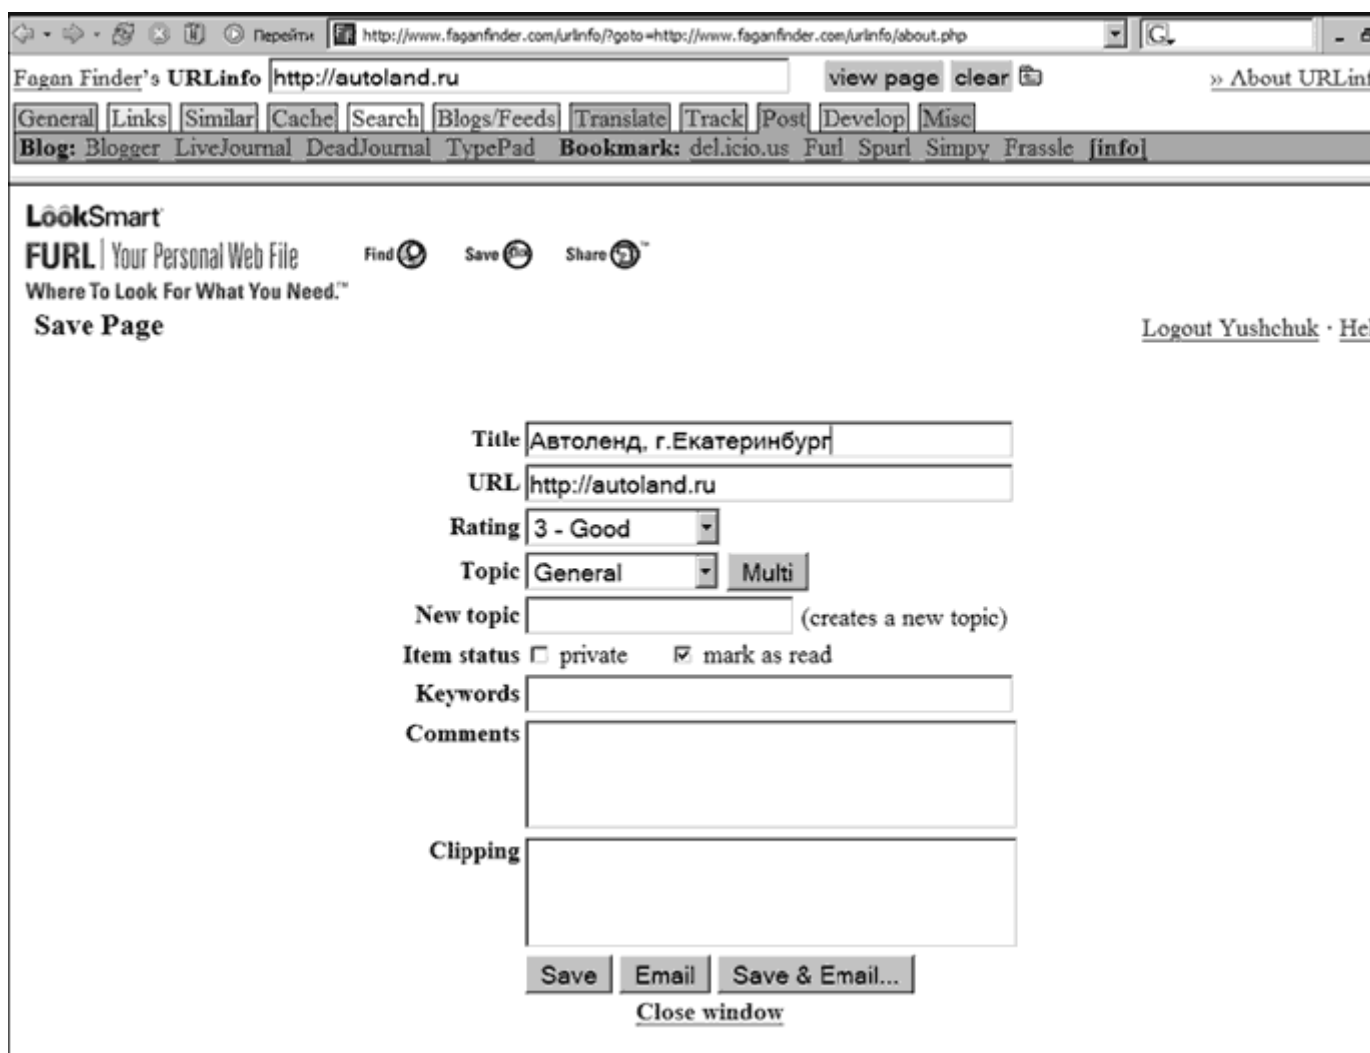 Перейти http://www.faganfinder.com/urlinfo/?goto=http://www.faganfinder.com/urlinfo/about.php G
Fagan Finder's URLinfo http://autoland.ru view page clear » About URLinf
General Links Similar Cache Search Blogs/Feeds Translate Track Post Develop Misc
Blog: Blogger LiveJournal DeadJournal TypePad Bookmark: del.icio.us Furl Spurl Simpy Frassle [info]
LookSmart
FURL | Your Personal Web File Find Save Share ™
Where To Look For What You Need.™
Save Page Logout Yushchuk · Hel
Title Автоленд, г.Екатеринбург
URL http://autoland.ru
Rating 3 - Good
Topic General Multi
New topic (creates a new topic)
Item status private mark as read
Keywords
Comments
Clipping
Save Email Save & Email...
Close window